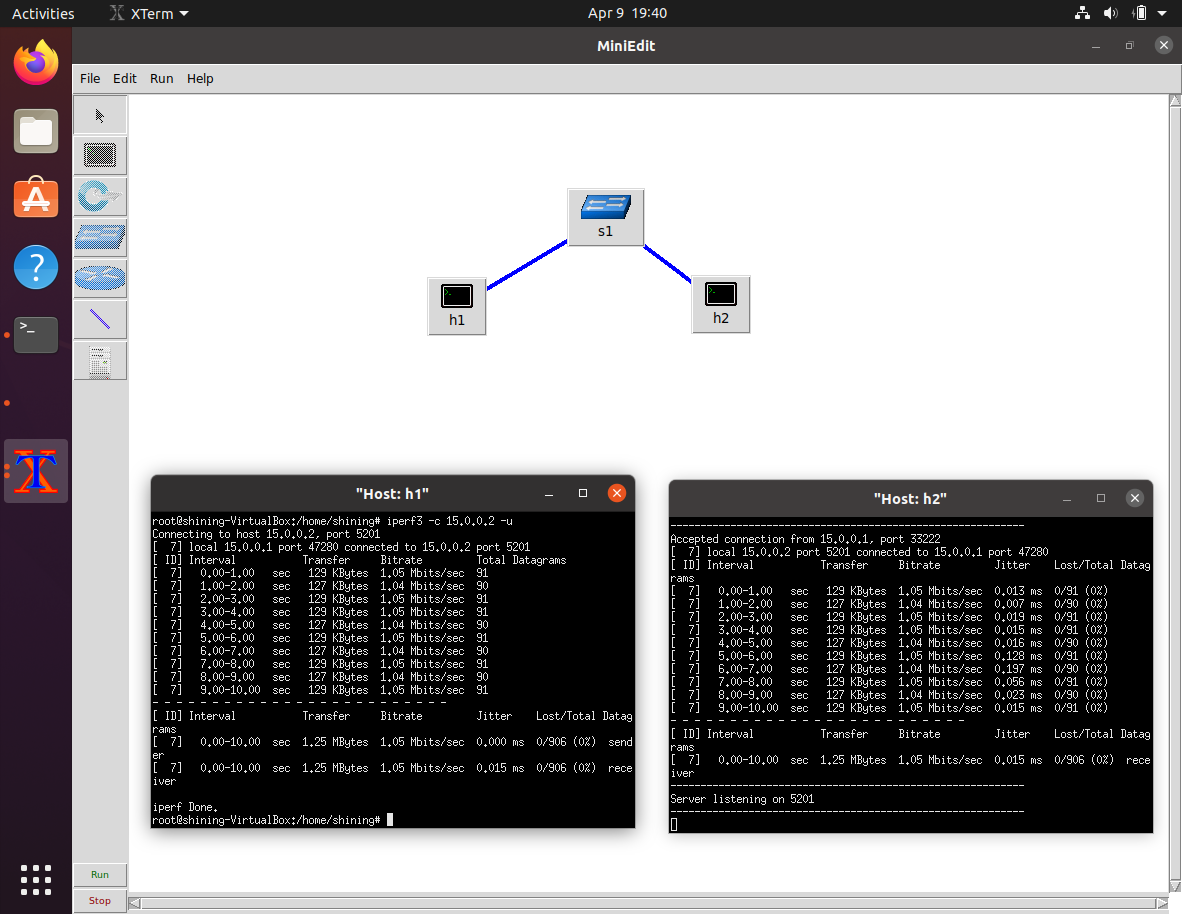 Activities XTerm Apr 9 19:40
MiniEdit
File Edit Run Help
s1
h1
h2
"Host: h1"
root@shining-VirtualBox:/home/shining# iperf3 -c 15.0.0.2 -u
Connecting to host 15.0.0.2, port 5201
[  7] local 15.0.0.1 port 47280 connected to 15.0.0.2 port 5201
[ ID] Interval           Transfer     Bitrate         Total Datagrams
[  7]   0.00-1.00   sec   129 KBytes  1.05 Mbits/sec  91
[  7]   1.00-2.00   sec   127 KBytes  1.04 Mbits/sec  90
[  7]   2.00-3.00   sec   129 KBytes  1.05 Mbits/sec  91
[  7]   3.00-4.00   sec   129 KBytes  1.05 Mbits/sec  91
[  7]   4.00-5.00   sec   127 KBytes  1.04 Mbits/sec  90
[  7]   5.00-6.00   sec   129 KBytes  1.05 Mbits/sec  91
[  7]   6.00-7.00   sec   127 KBytes  1.04 Mbits/sec  90
[  7]   7.00-8.00   sec   129 KBytes  1.05 Mbits/sec  91
[  7]   8.00-9.00   sec   127 KBytes  1.04 Mbits/sec  90
[  7]   9.00-10.00  sec   129 KBytes  1.05 Mbits/sec  91
- - - - - - - - - - - - - - - - - - - - - - - - -
[ ID] Interval           Transfer     Bitrate         Jitter    Lost/Total Datag
rams
[  7]   0.00-10.00  sec  1.25 MBytes  1.05 Mbits/sec  0.000 ms  0/906 (0%)  send
er
[  7]   0.00-10.00  sec  1.25 MBytes  1.05 Mbits/sec  0.015 ms  0/906 (0%)  rece
iver
iperf Done.
root@shining-VirtualBox:/home/shining#
"Host: h2"
-----------------------------------------------------------
Accepted connection from 15.0.0.1, port 33222
[  7] local 15.0.0.2 port 5201 connected to 15.0.0.1 port 47280
[ ID] Interval           Transfer     Bitrate         Jitter    Lost/Total Datag
rams
[  7]   0.00-1.00   sec   129 KBytes  1.05 Mbits/sec  0.013 ms  0/91 (0%)
[  7]   1.00-2.00   sec   127 KBytes  1.04 Mbits/sec  0.007 ms  0/90 (0%)
[  7]   2.00-3.00   sec   129 KBytes  1.05 Mbits/sec  0.019 ms  0/91 (0%)
[  7]   3.00-4.00   sec   129 KBytes  1.05 Mbits/sec  0.015 ms  0/91 (0%)
[  7]   4.00-5.00   sec   127 KBytes  1.04 Mbits/sec  0.016 ms  0/90 (0%)
[  7]   5.00-6.00   sec   129 KBytes  1.05 Mbits/sec  0.128 ms  0/91 (0%)
[  7]   6.00-7.00   sec   127 KBytes  1.04 Mbits/sec  0.197 ms  0/90 (0%)
[  7]   7.00-8.00   sec   129 KBytes  1.05 Mbits/sec  0.056 ms  0/91 (0%)
[  7]   8.00-9.00   sec   127 KBytes  1.04 Mbits/sec  0.023 ms  0/90 (0%)
[  7]   9.00-10.00  sec   129 KBytes  1.05 Mbits/sec  0.015 ms  0/91 (0%)
- - - - - - - - - - - - - - - - - - - - - - - - -
[ ID] Interval           Transfer     Bitrate         Jitter    Lost/Total Datag
rams
[  7]   0.00-10.00  sec  1.25 MBytes  1.05 Mbits/sec  0.015 ms  0/906 (0%)  rece
iver
-----------------------------------------------------------
Server listening on 5201
-----------------------------------------------------------
Run
Stop